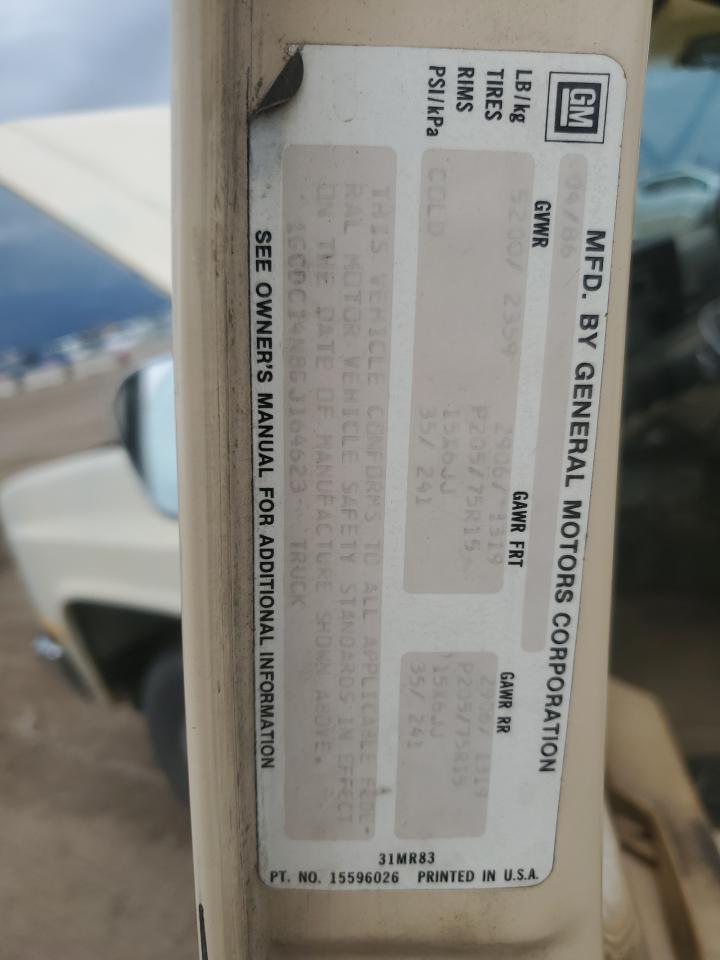 GM
MFD. BY GENERAL MOTORS CORPORATION
04/86
GVWR GAWR FRT GAWR RR
LB/kg 5200/ 2359 2906/ 1319 2906/ 1319
TIRES P205/75R15 P205/75R15
RIMS 15X6JJ 15X6JJ
PSI/kPa COLD 35/ 241 35/ 241
THIS VEHICLE CONFORMS TO ALL APPLICABLE FEDE-
RAL MOTOR VEHICLE SAFETY STANDARDS IN EFFECT
ON THE DATE OF MANUFACTURE SHOWN ABOVE.
1GCDC14N8GJ164623 TRUCK
SEE OWNER'S MANUAL FOR ADDITIONAL INFORMATION
31MR83
PT. NO. 15596026 PRINTED IN U.S.A.